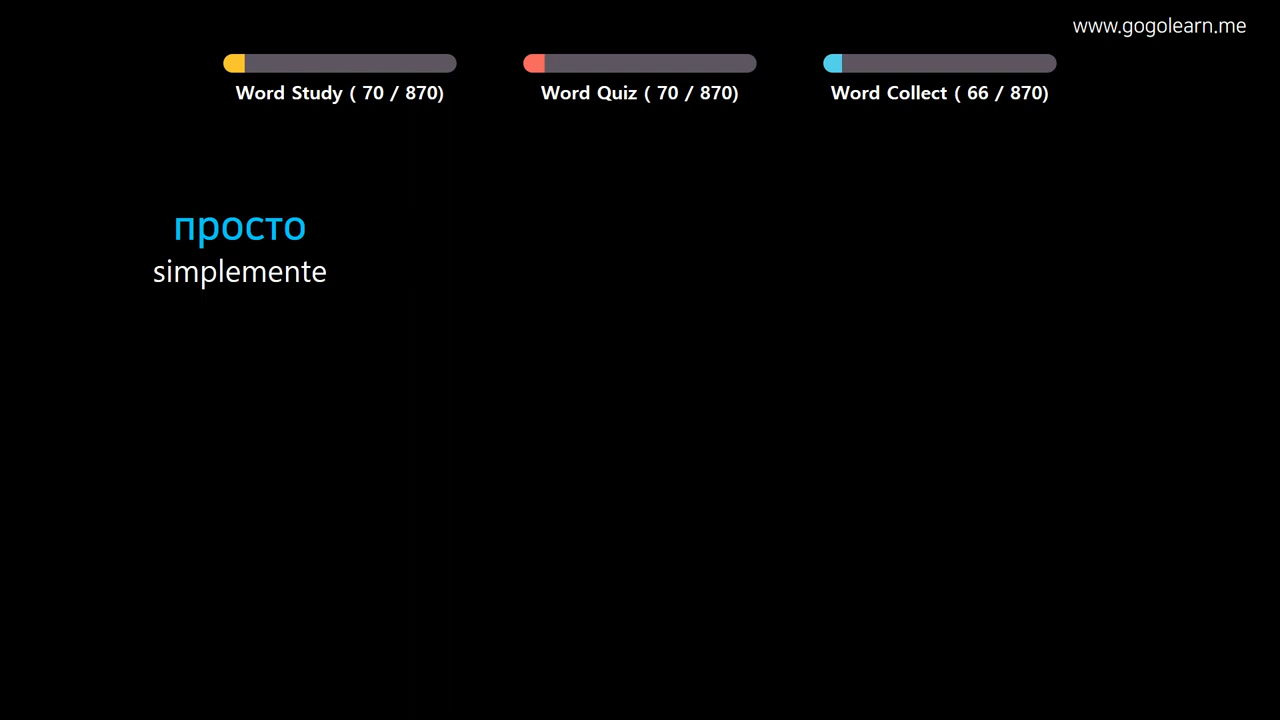 www.gogolearn.me
Word Study ( 70 / 870)
Word Quiz ( 70 / 870)
Word Collect ( 66 / 870)
просто
simplemente